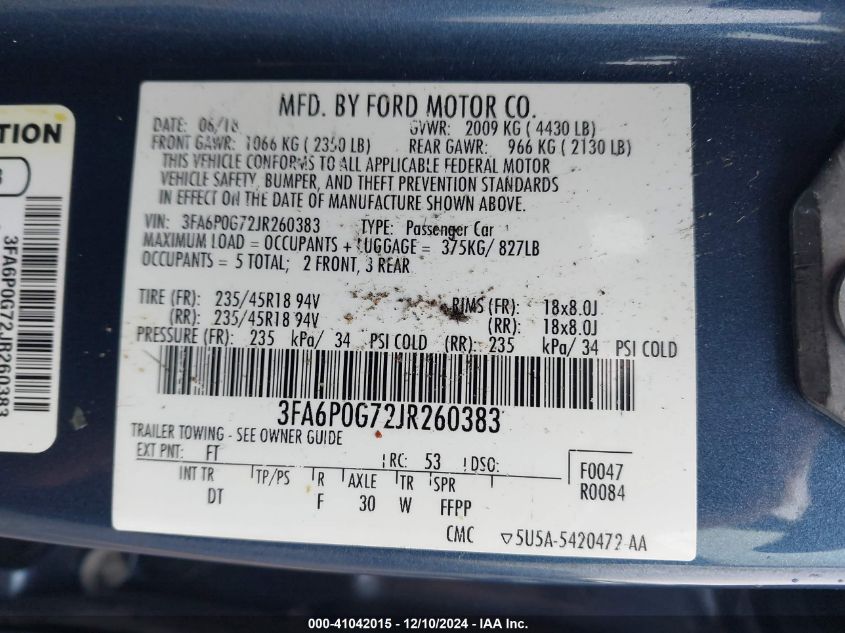 TION
3FA6P0G72JR260383
MFD. BY FORD MOTOR CO.
DATE: 06/18 GVWR: 2009 KG ( 4430 LB)
FRONT GAWR: 1066 KG ( 2350 LB) REAR GAWR: 966 KG ( 2130 LB)
THIS VEHICLE CONFORMS TO ALL APPLICABLE FEDERAL MOTOR
VEHICLE SAFETY, BUMPER, AND THEFT PREVENTION STANDARDS
IN EFFECT ON THE DATE OF MANUFACTURE SHOWN ABOVE.
VIN: 3FA6P0G72JR260383 TYPE: Passenger Car
MAXIMUM LOAD = OCCUPANTS + LUGGAGE = 375KG/ 827LB
OCCUPANTS = 5 TOTAL; 2 FRONT, 3 REAR
TIRE (FR): 235/45R18 94V RIMS (FR): 18x8.0J
(RR): 235/45R18 94V (RR): 18x8.0J
PRESSURE (FR): 235 kPa/ 34 PSI COLD (RR): 235 kPa/ 34 PSI COLD
3FA6P0G72JR260383
TRAILER TOWING - SEE OWNER GUIDE
EXT PNT: FT RC: 53 DSO: F0047
INT TR TP/PS R AXLE TR SPR R0084
DT F 30 W FFPP
CMC ▽5U5A-5420472-AA
000-41042015 - 12/10/2024 - IAA Inc.